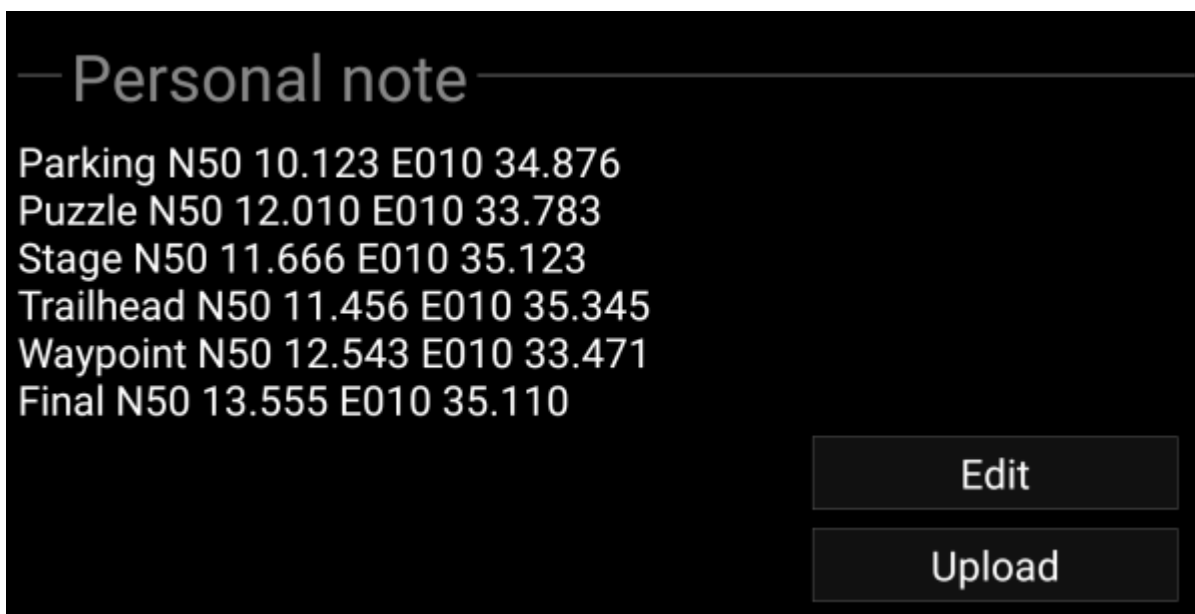 Personal note
Parking N50 10.123 E010 34.876
Puzzle N50 12.010 E010 33.783
Stage N50 11.666 E010 35.123
Trailhead N50 11.456 E010 35.345
Waypoint N50 12.543 E010 33.471
Final N50 13.555 E010 35.110
Edit
Upload